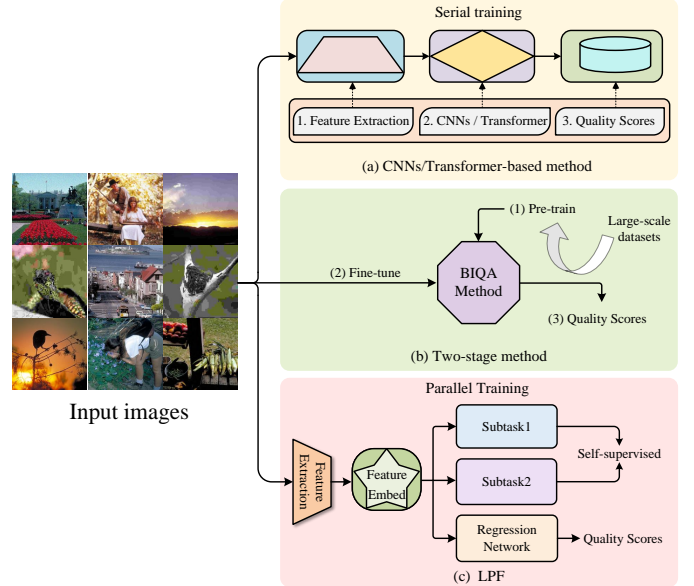 Serial training
1. Feature Extraction
2. CNNs / Transformer
3. Quality Scores
(a) CNNs/Transformer-based method
Input images
(1) Pre-train
Large-scale
datasets
(2) Fine-tune
BIQA
Method
(3) Quality Scores
(b) Two-stage method
Parallel Training
Feature
Extraction
Feature
Embed
Subtask1
Self-supervised
Subtask2
Regression
Network
Quality Scores
(c) LPF